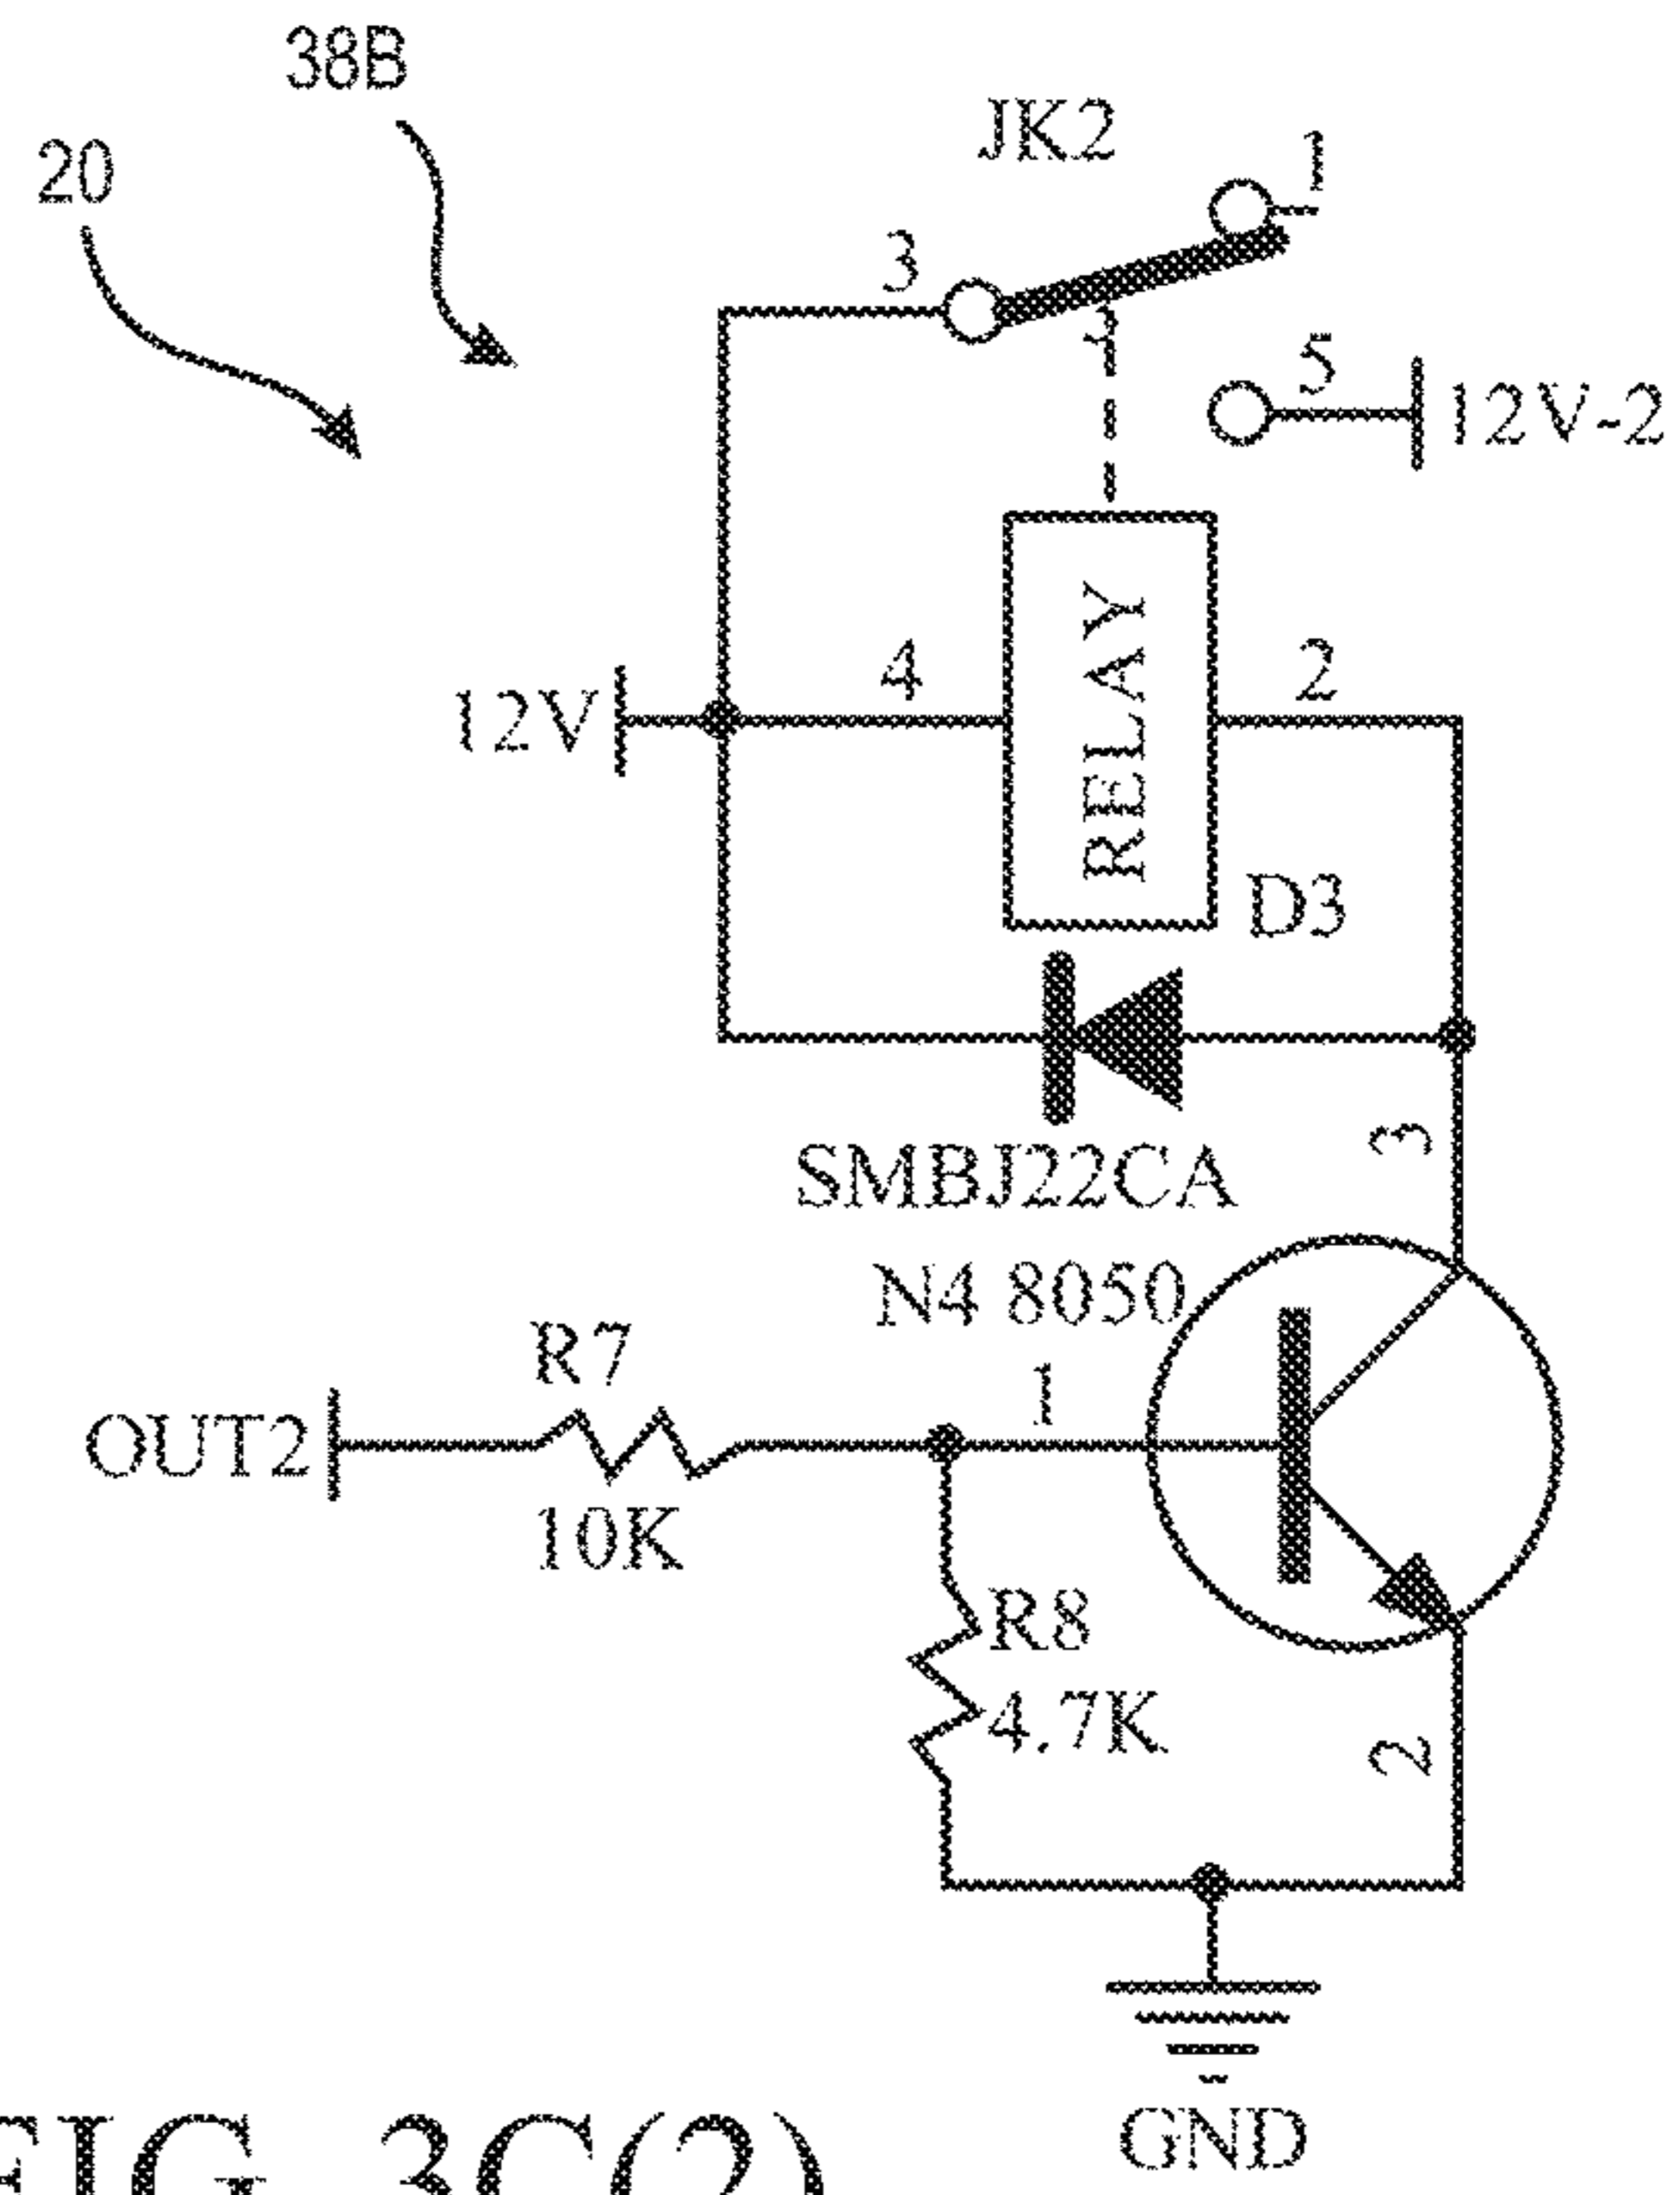 38B
20
JK2
1
3
5
12V-2
4
2
12V
RELAY
D3
SMBJ22CA
3
N4 8050
R7
1
OUT2
10K
R8
4.7K
2
GND
FIG. 3C(2)